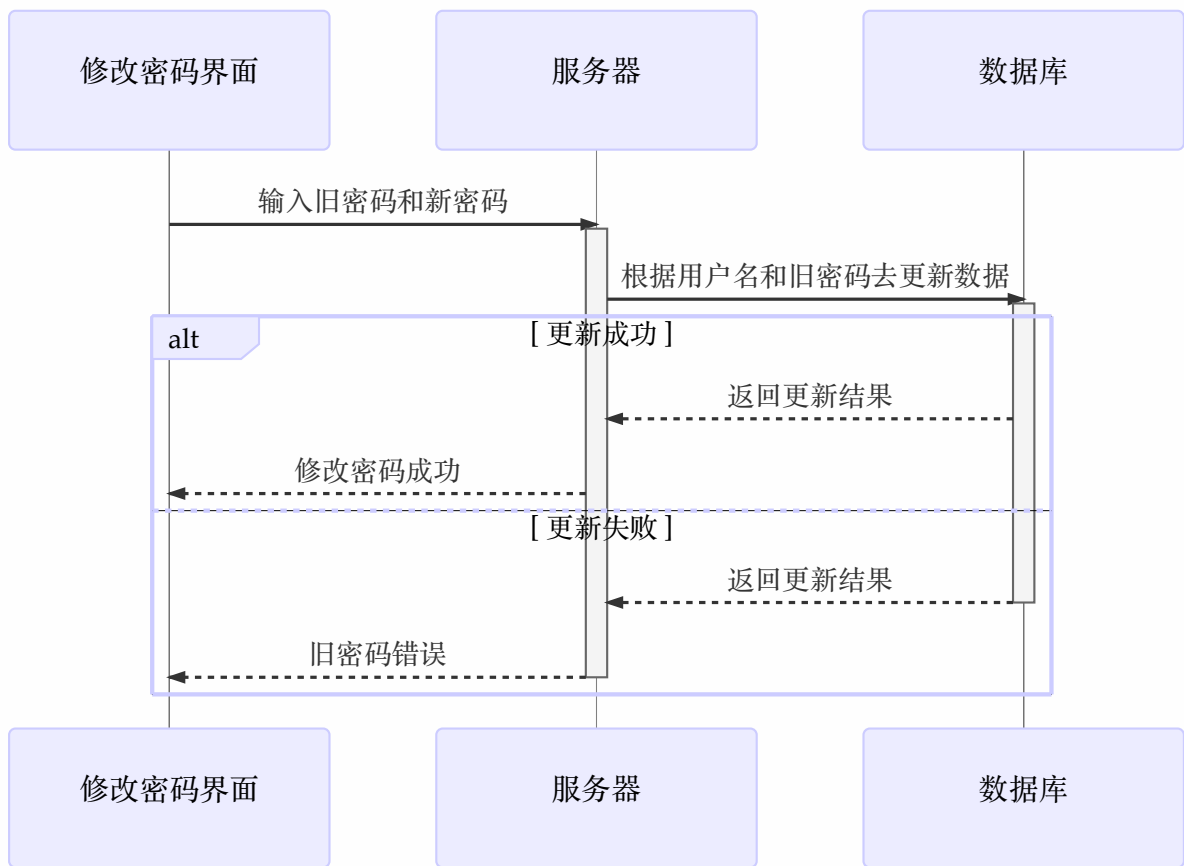 修改密码界面
服务器
数据库
输入旧密码和新密码
根据用户名和旧密码去更新数据
alt
[ 更新成功 ]
返回更新结果
修改密码成功
[ 更新失败 ]
返回更新结果
旧密码错误
修改密码界面
服务器
数据库